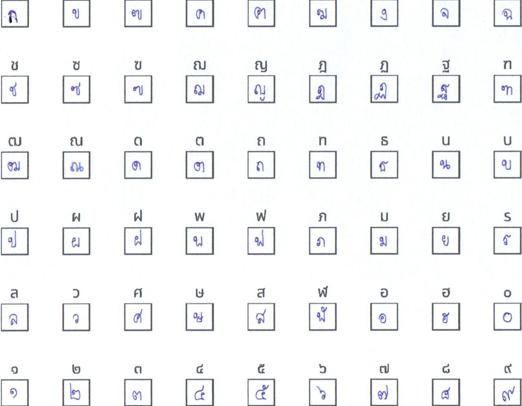 ก ข ฃ ค ฅ ฆ ง จ ฉ
ช ซ ฃ ฌ ญ ฎ ฏ ฐ ฑ
ช ซ ฃ ฌ ญ ฎ ฏ ฐ ฑ
ฒ ณ ด ต ถ ท ธ น บ
ฒ ณ ด ต ถ ท ธ น บ
ป ผ ฝ พ ฟ ภ ม ย ร
ป ผ ฝ พ ฟ ภ ม ย ร
ล ว ศ ษ ส ฬ อ ฮ ๐
ล ว ศ ษ ส ฬ อ ฮ ๐
๑ ๒ ๓ ๔ ๕ ๖ ๗ ๘ ๙
๑ ๒ ๓ ๔ ๕ ๖ ๗ ๘ ๙